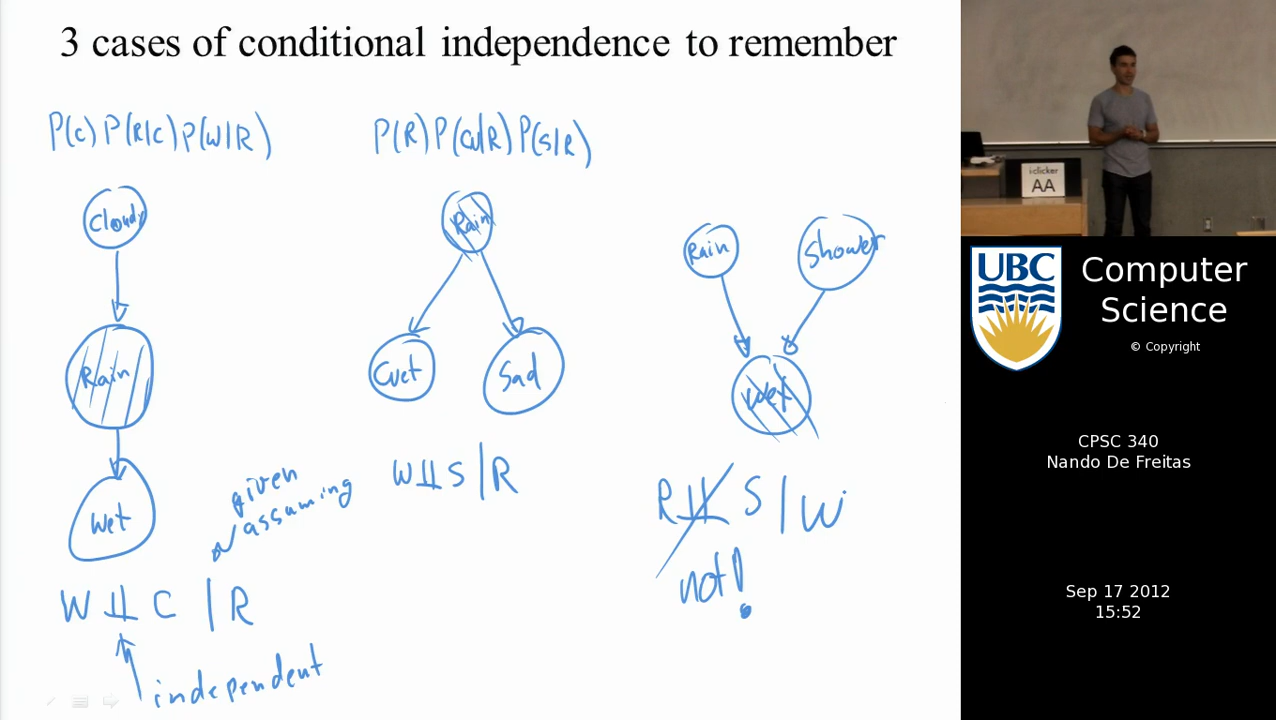 3 cases of conditional independence to remember
P(C) P(R|C) P(W|R)
Cloudy
Rain
Wet
W ⫫ C | R
given
assuming
independent
P(R) P(W|R) P(S|R)
Rain
Wet
Sad
W ⫫ S | R
Rain
Shower
Wet
R ⫫ S | W
not!
i-clicker
AA
UBC
Computer
Science
© Copyright
CPSC 340
Nando De Freitas
Sep 17 2012
15:52